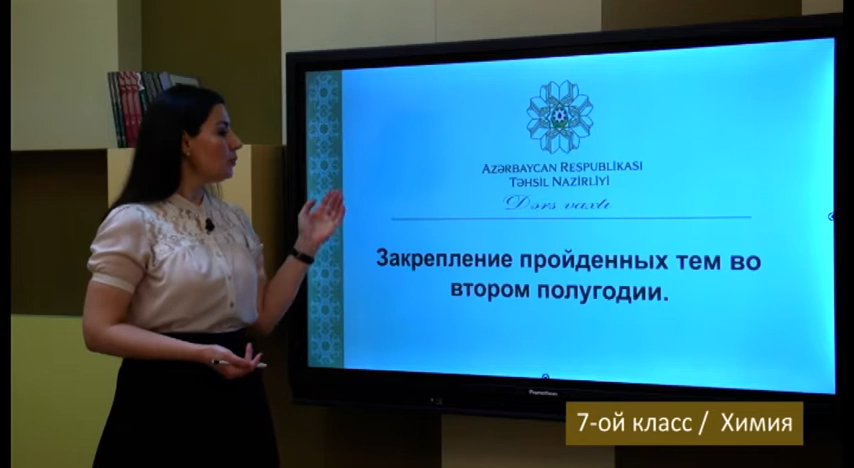 AZƏRBAYCAN RESPUBLİKASI
TƏHSİL NAZİRLİYİ
Dərs vaxtı
Закрепление пройденных тем во
втором полугодии.
Promethean
7-ой класс / Химия